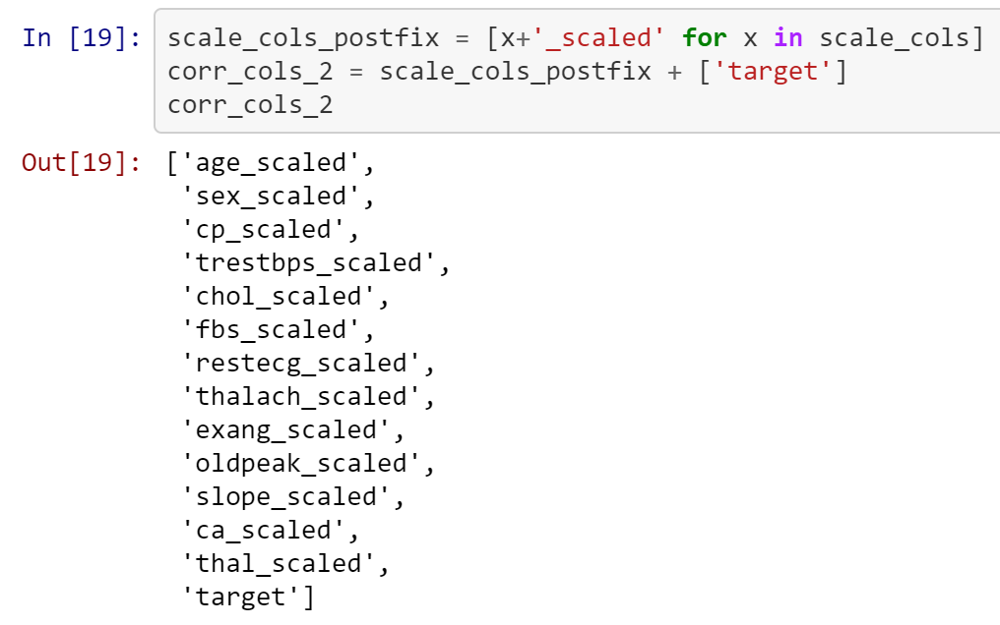 In [19]: scale_cols_postfix = [x+'_scaled' for x in scale_cols]
corr_cols_2 = scale_cols_postfix + ['target']
corr_cols_2
Out[19]: ['age_scaled',
'sex_scaled',
'cp_scaled',
'trestbps_scaled',
'chol_scaled',
'fbs_scaled',
'restecg_scaled',
'thalach_scaled',
'exang_scaled',
'oldpeak_scaled',
'slope_scaled',
'ca_scaled',
'thal_scaled',
'target']